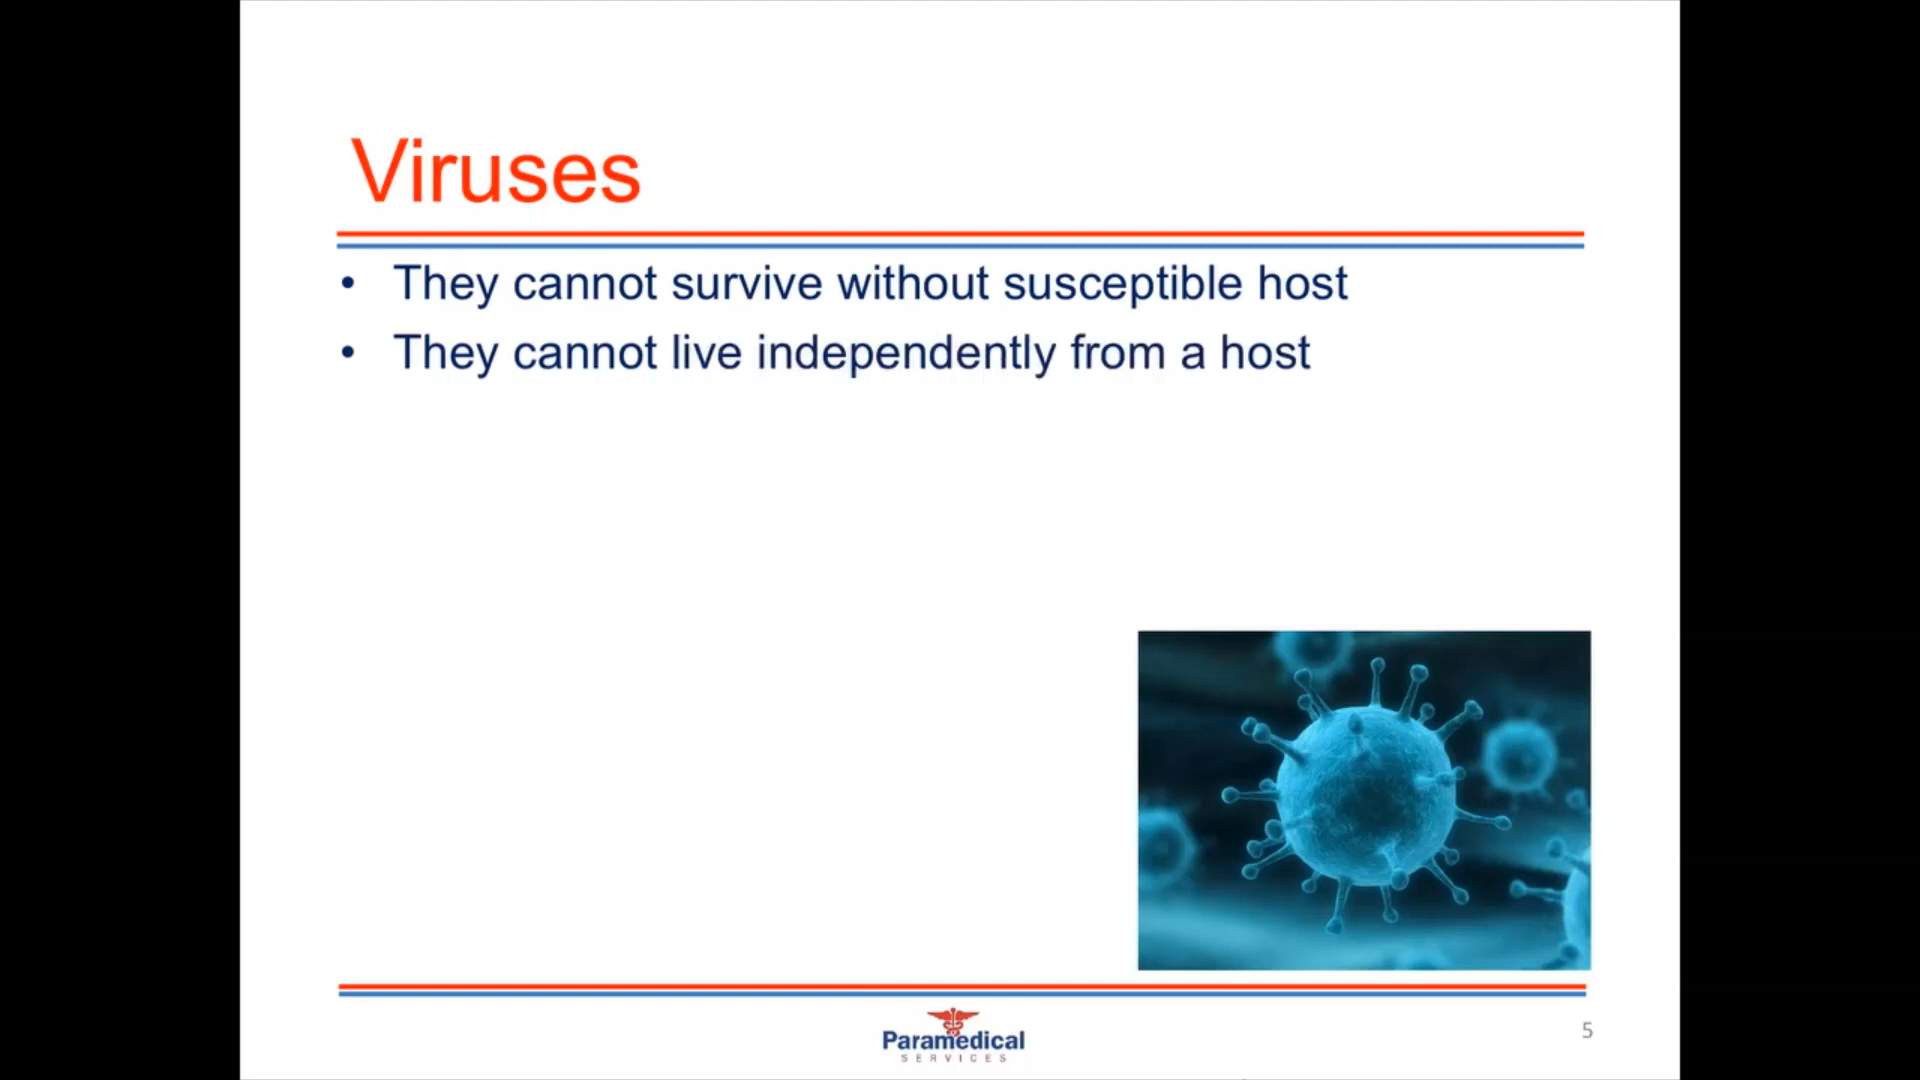 Viruses
• They cannot survive without susceptible host
• They cannot live independently from a host
Paramedical
SERVICES
5